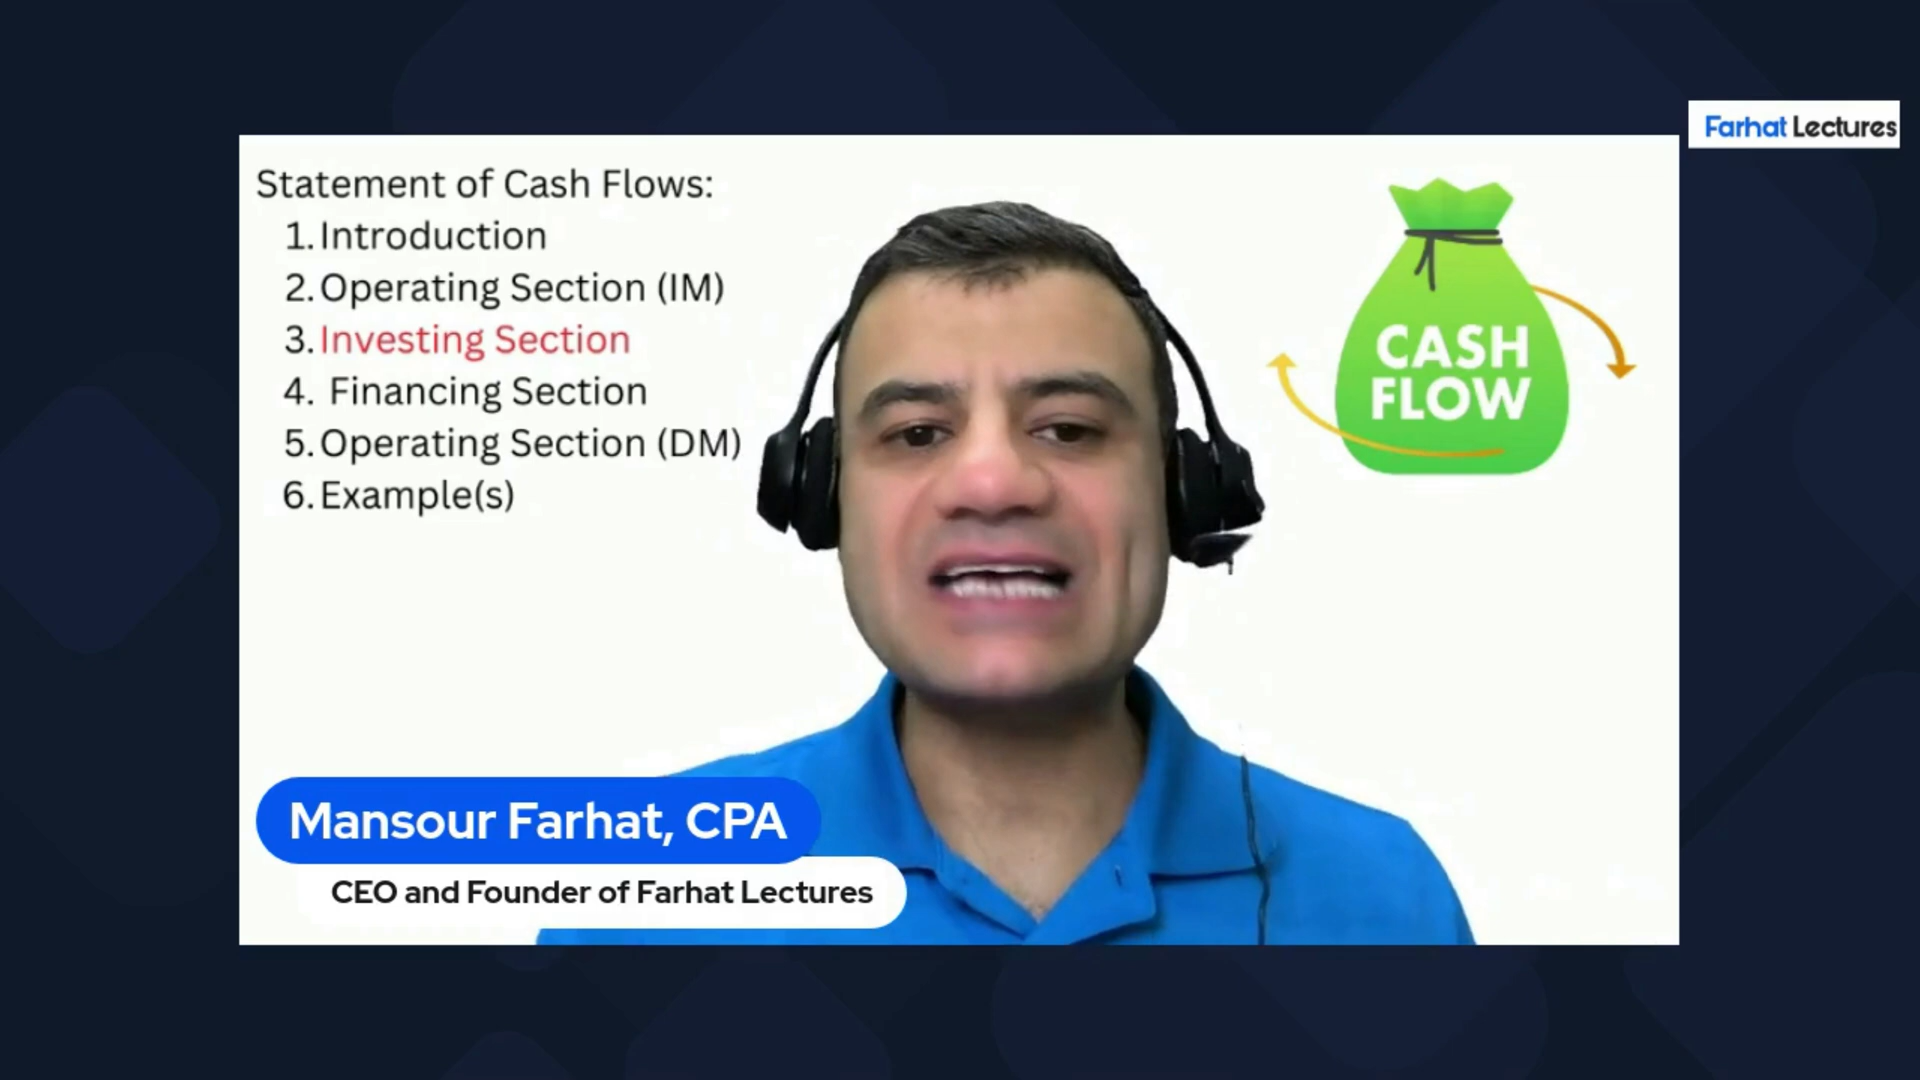 Farhat Lectures
Statement of Cash Flows:
1. Introduction
2. Operating Section (IM)
3. Investing Section
4. Financing Section
5. Operating Section (DM)
6. Example(s)
CASH
FLOW
Mansour Farhat, CPA
CEO and Founder of Farhat Lectures